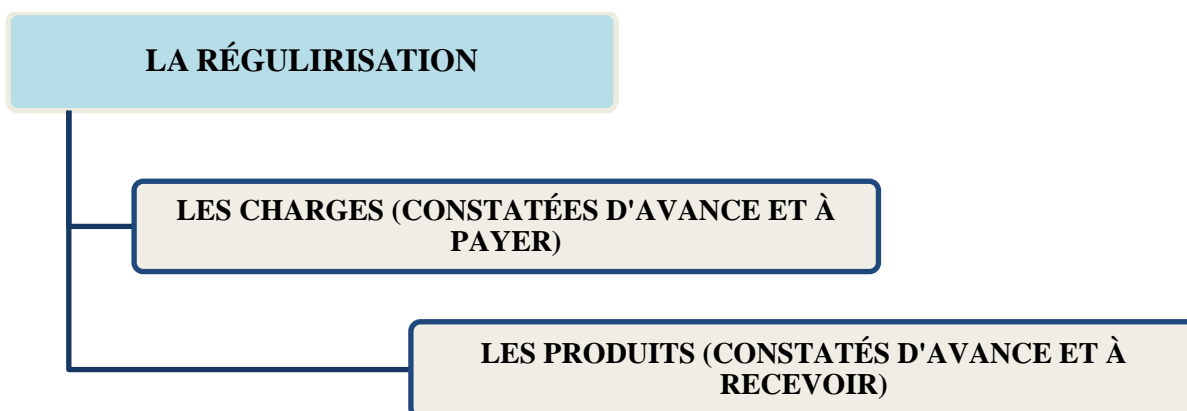 LA RÉGULIRISATION
LES CHARGES (CONSTATÉES D'AVANCE ET À
PAYER)
LES PRODUITS (CONSTATÉS D'AVANCE ET À
RECEVOIR)